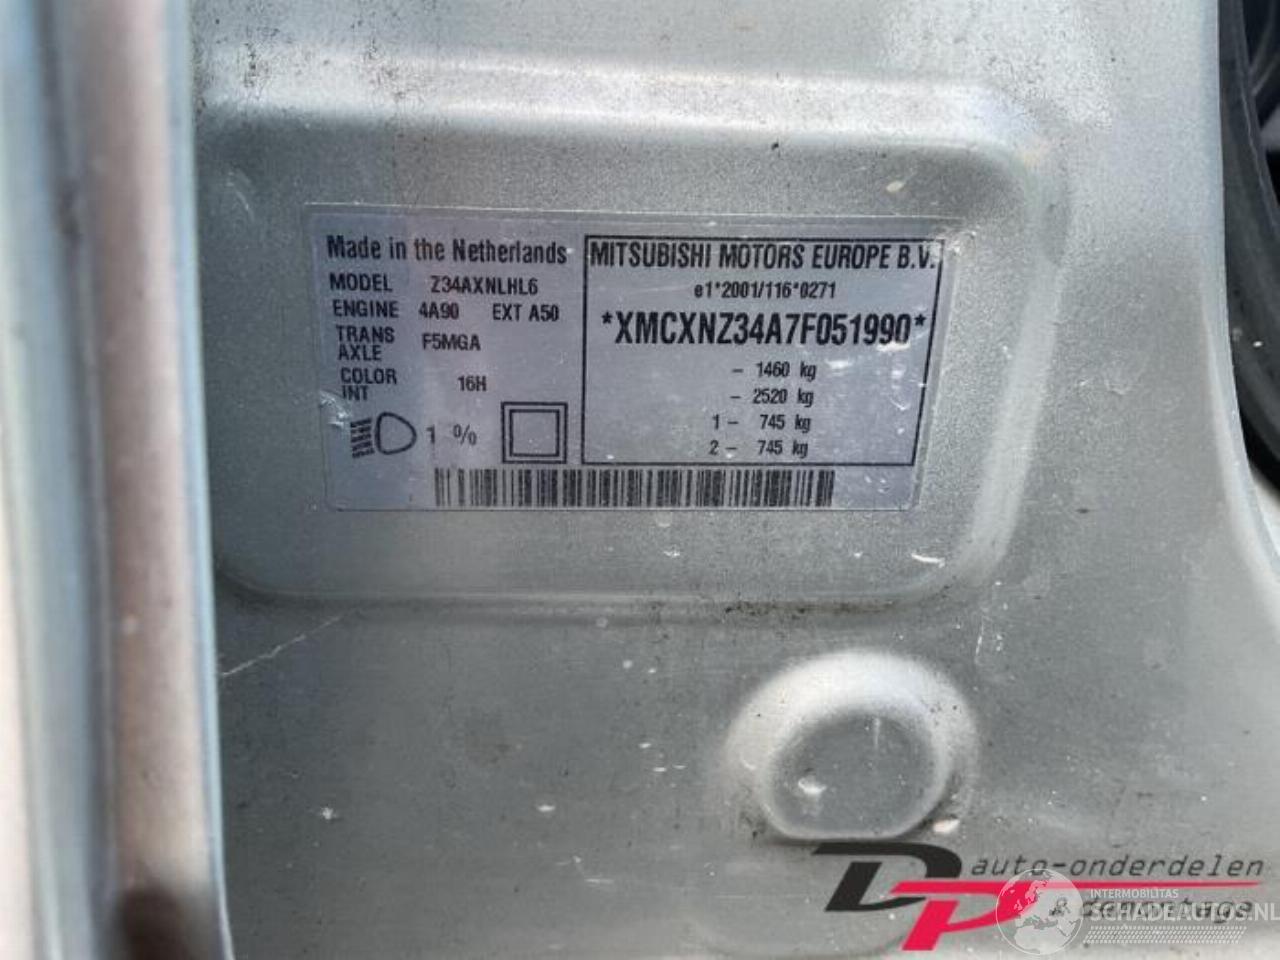 Made in the Netherlands
MODEL Z34AXNLHL6
ENGINE 4A90 EXT A50
TRANS AXLE F5MGA
COLOR INT 16H
1 %
MITSUBISHI MOTORS EUROPE B.V.
e1*2001/116*0271
*XMCXNZ34A7F051990*
- 1460 kg
- 2520 kg
1 - 745 kg
2 - 745 kg
DP auto-onderdelen
& demontage
INTERMOBILITAS
SCHADEAUTOS.NL